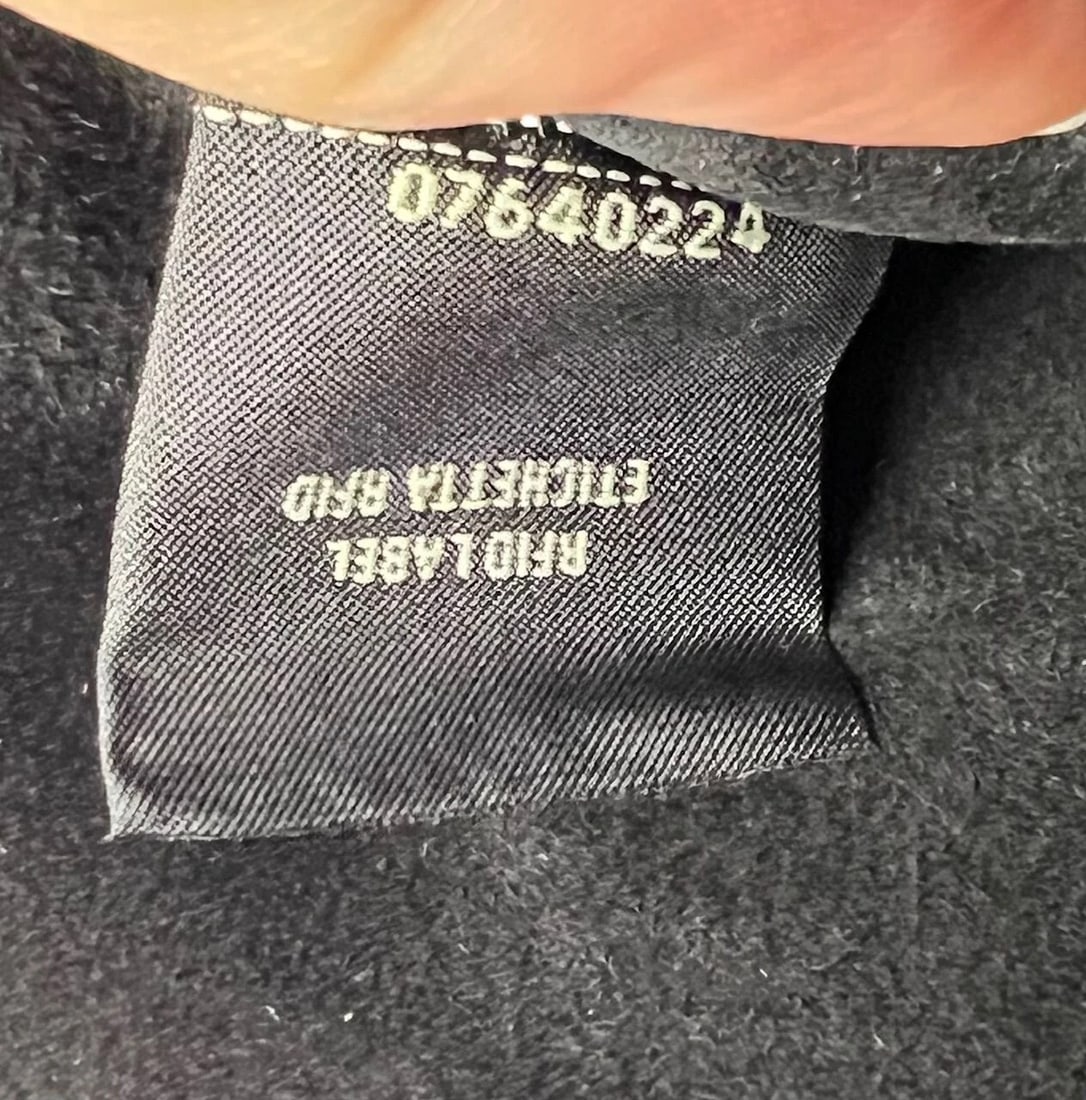 07640224
RFID LABEL
ETICHETTA RFID